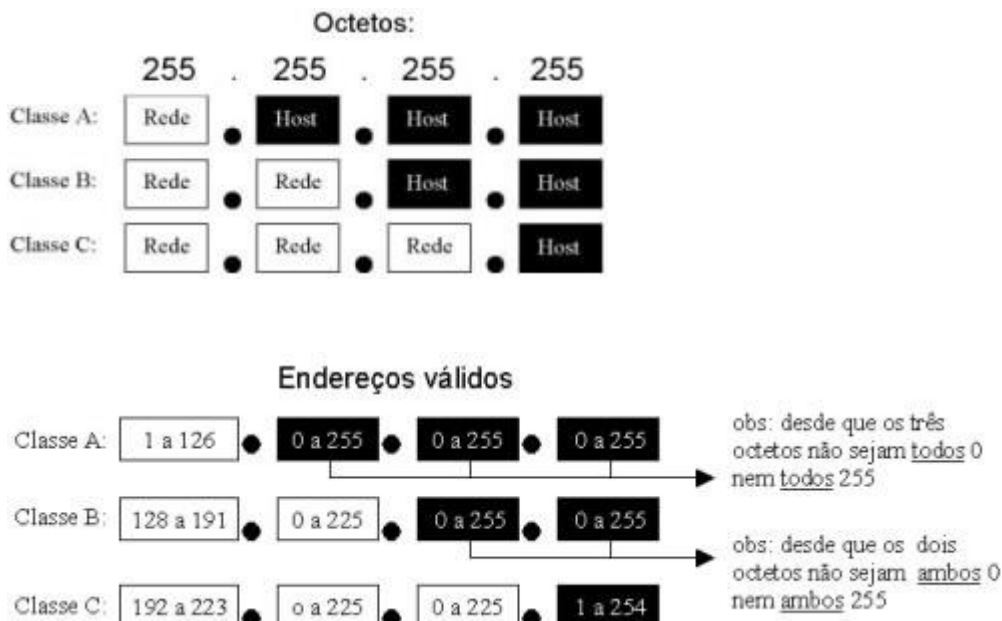 Octetos:
255 . 255 . 255 . 255
Classe A: Rede . Host . Host . Host
Classe B: Rede . Rede . Host . Host
Classe C: Rede . Rede . Rede . Host
Endereços válidos
Classe A: 1 a 126 . 0 a 255 . 0 a 255 . 0 a 255
obs: desde que os três
octetos não sejam todos 0
nem todos 255
Classe B: 128 a 191 . 0 a 225 . 0 a 255 . 0 a 255
obs: desde que os dois
octetos não sejam ambos 0
nem ambos 255
Classe C: 192 a 223 . o a 225 . 0 a 225 . 1 a 254